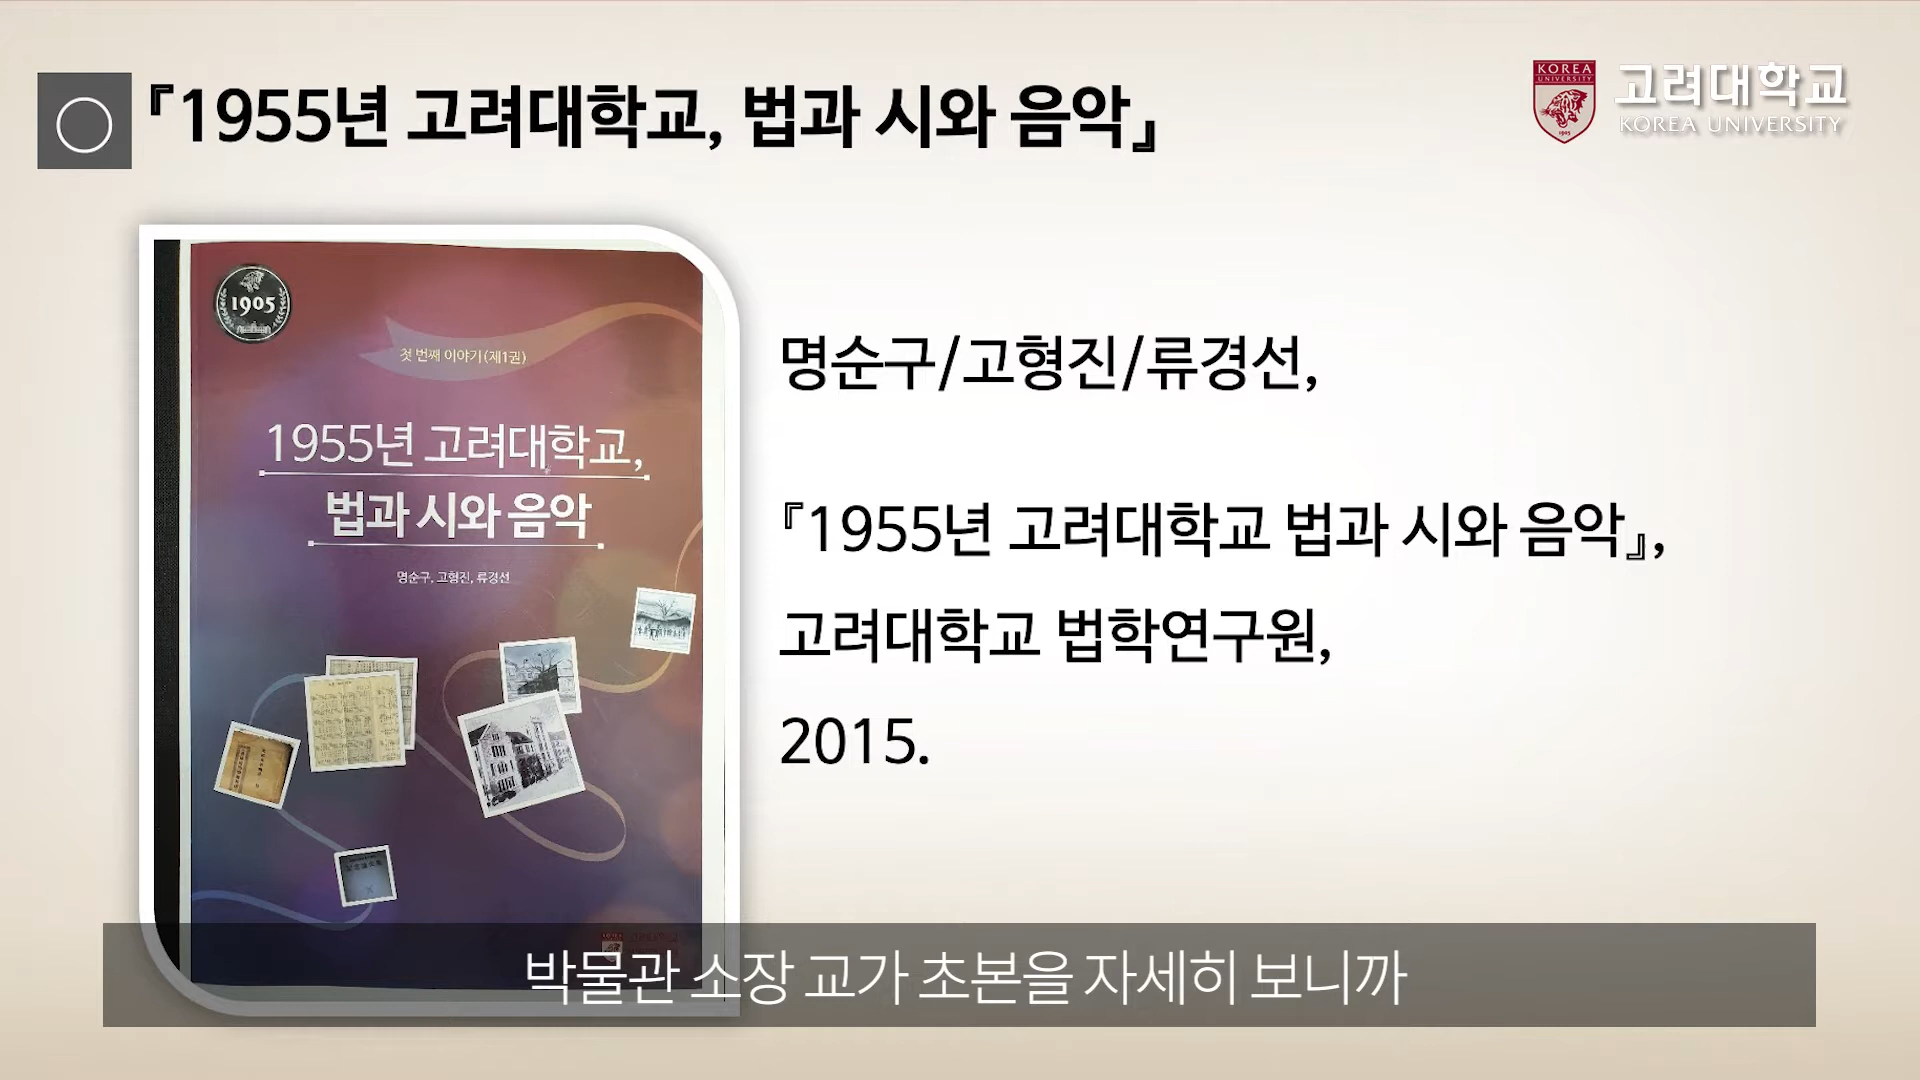 『1955년 고려대학교, 법과 시와 음악』
KOREA
UNIVERSITY
1905
고려대학교
KOREA UNIVERSITY
1905
첫 번째 이야기(제1권)
1955년 고려대학교,
법과 시와 음악
명순구, 고형진, 류경선
명순구/고형진/류경선,
『1955년 고려대학교 법과 시와 음악』,
고려대학교 법학연구원,
2015.
박물관 소장 교가 초본을 자세히 보니까